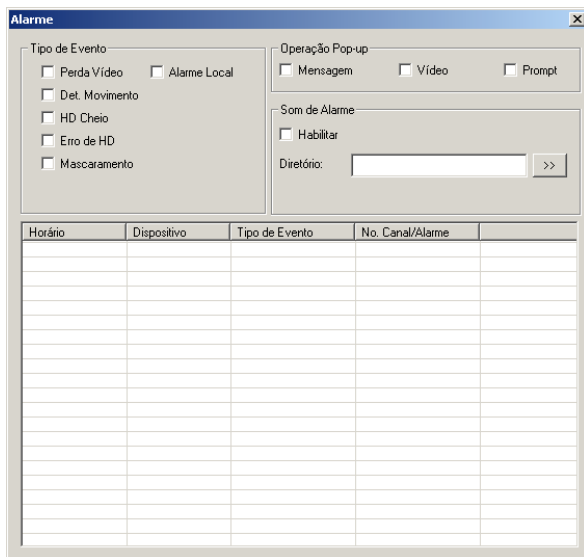 Alarme
Tipo de Evento
Perda Vídeo Alarme Local
Det. Movimento
HD Cheio
Erro de HD
Mascaramento
Operação Pop-up
Mensagem Vídeo Prompt
Som de Alarme
Habilitar
Diretório: >>
Horário Dispositivo Tipo de Evento No. Canal/Alarme